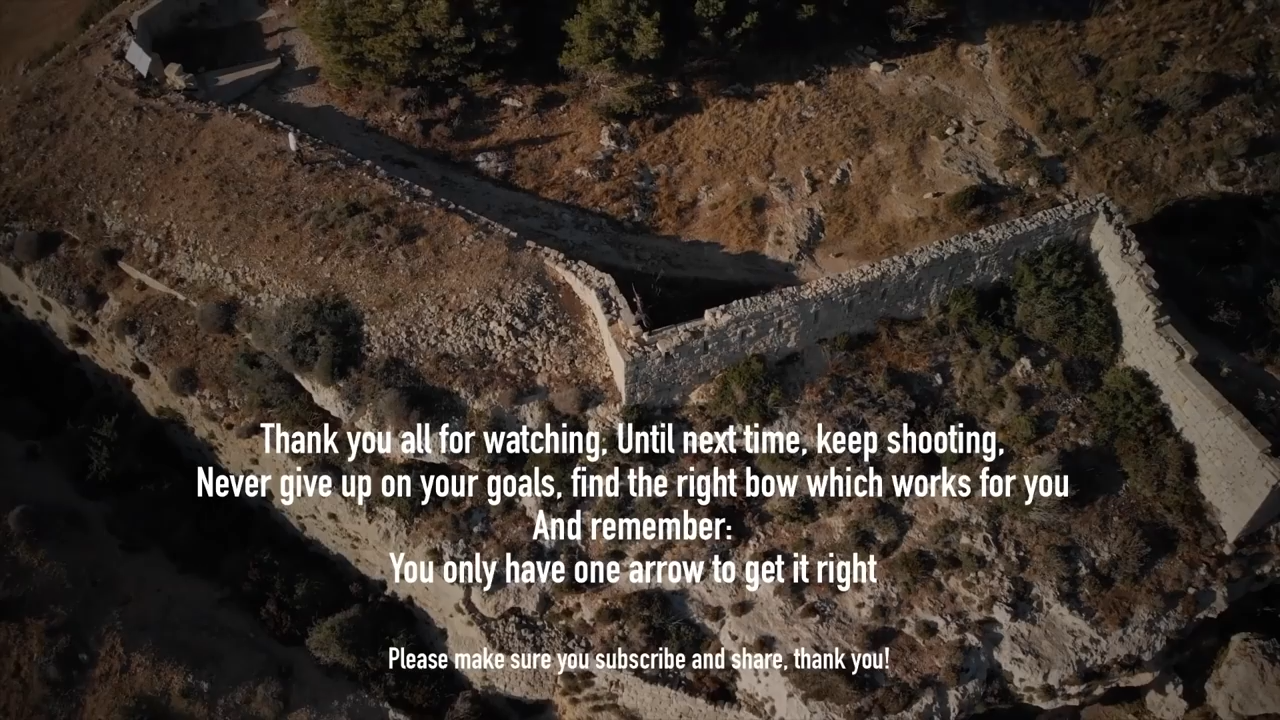 Thank you all for watching, Until next time, keep shooting,
Never give up on your goals, find the right bow which works for you
And remember:
You only have one arrow to get it right
Please make sure you subscribe and share, thank you!